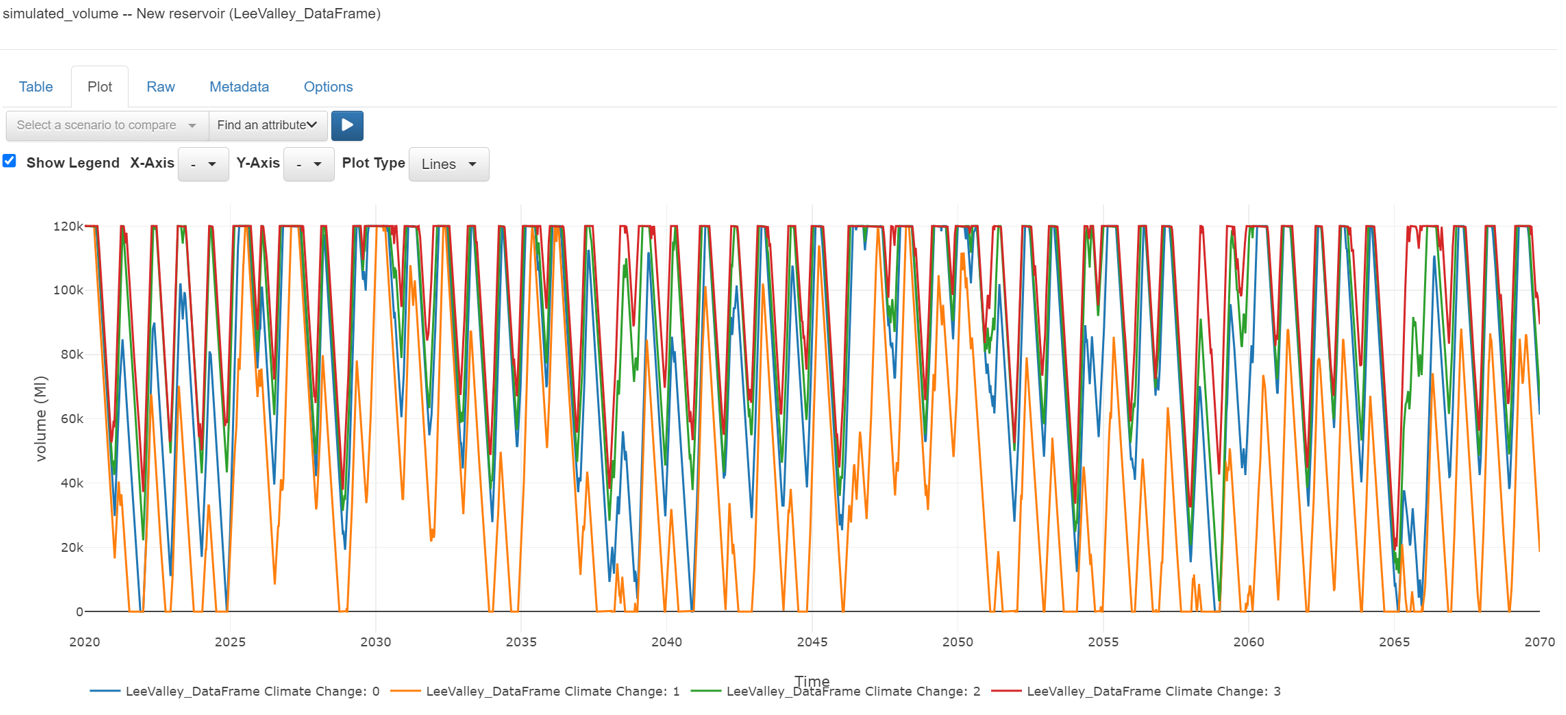 simulated_volume -- New reservoir (LeeValley_DataFrame)
Table Plot Raw Metadata Options
Select a scenario to compare Find an attribute
Show Legend X-Axis - Y-Axis - Plot Type Lines
120k
100k
80k
60k
40k
20k
0
volume (Ml)
2020 2025 2030 2035 2040 2045 2050 2055 2060 2065 2070
Time
LeeValley_DataFrame Climate Change: 0 LeeValley_DataFrame Climate Change: 1 LeeValley_DataFrame Climate Change: 2 LeeValley_DataFrame Climate Change: 3